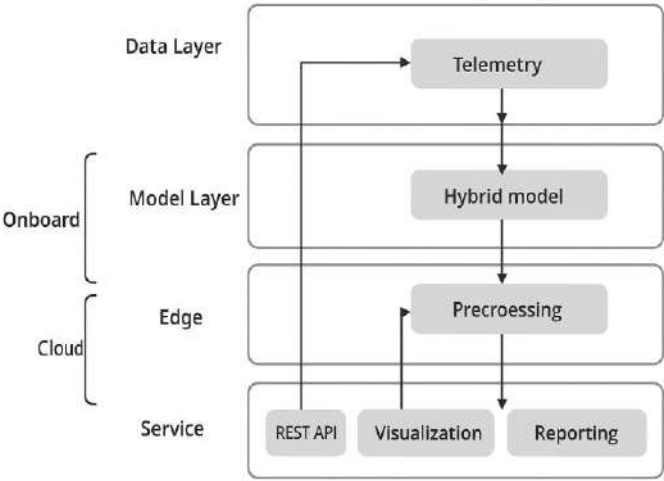 Data Layer
Telemetry
Onboard
Model Layer
Hybrid model
Cloud
Edge
Precroessing
Service
REST API
Visualization
Reporting